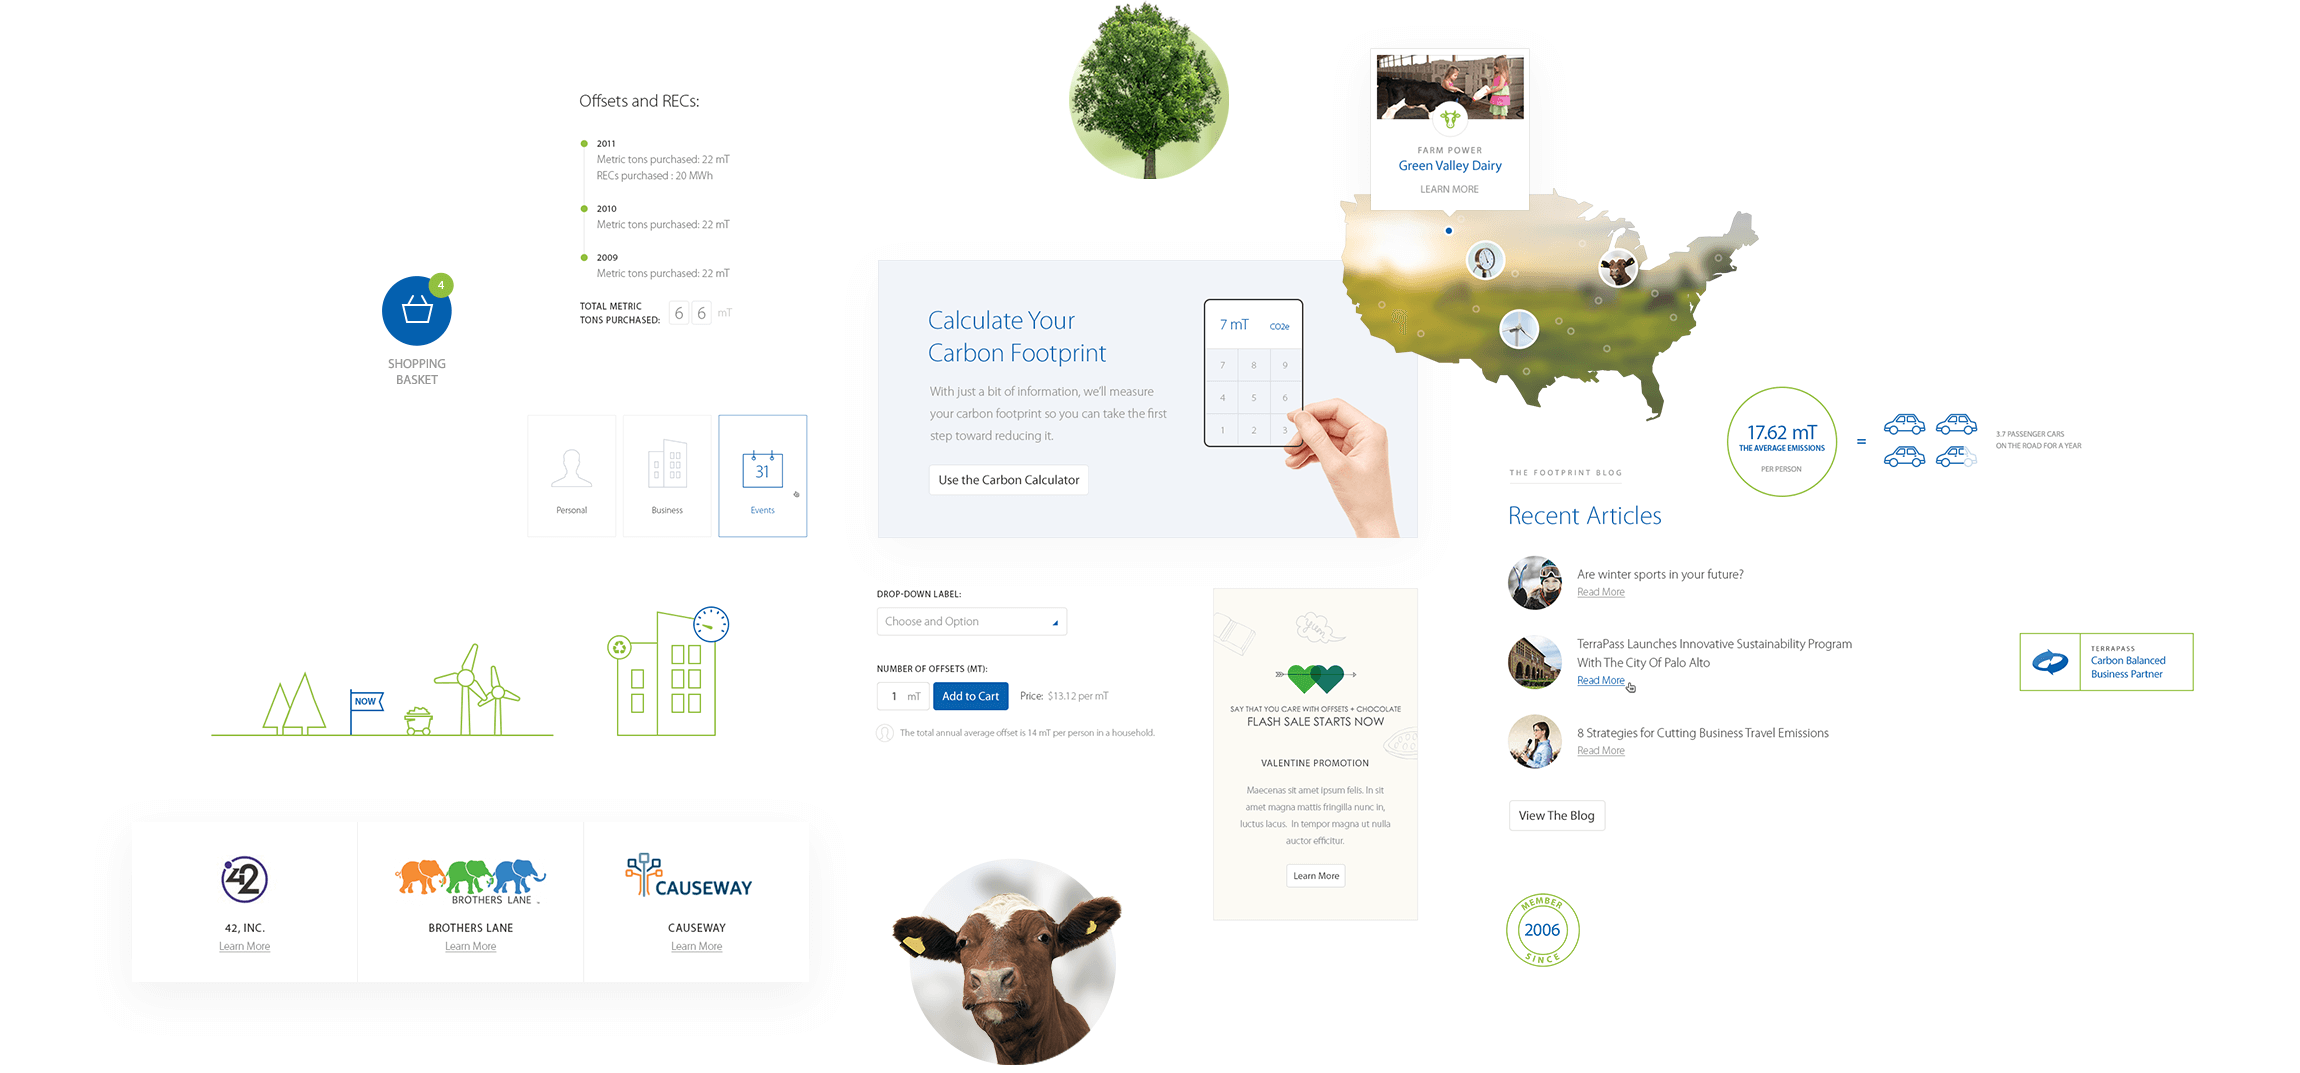 Offsets and RECs:
2011
Metric tons purchased: 22 mT
RECs purchased : 20 MWh
2010
Metric tons purchased: 22 mT
2009
Metric tons purchased: 22 mT
TOTAL METRIC
TONS PURCHASED:
6 6 mT
4
SHOPPING
BASKET
Personal
Business
31
Events
NOW
42
42, INC.
Learn More
BROTHERS LANE
BROTHERS LANE
Learn More
CAUSEWAY
CAUSEWAY
Learn More
Calculate Your
Carbon Footprint
With just a bit of information, we'll measure
your carbon footprint so you can take the first
step toward reducing it.
Use the Carbon Calculator
7 mT CO2e
7 8 9
4 5 6
1 2 3
DROP-DOWN LABEL:
Choose and Option
NUMBER OF OFFSETS (MT):
1 mT
Add to Cart
Price: $13.12 per mT
The total annual average offset is 14 mT per person in a household.
yum
SAY THAT YOU CARE WITH OFFSETS + CHOCOLATE
FLASH SALE STARTS NOW
VALENTINE PROMOTION
Maecenas sit amet ipsum felis. In sit
amet magna mattis fringilla nunc in,
luctus lacus. In tempor magna ut nulla
auctor efficitur.
Learn More
FARM POWER
Green Valley Dairy
LEARN MORE
17.62 mT
THE AVERAGE EMISSIONS
PER PERSON
=
3.7 PASSENGER CARS
ON THE ROAD FOR A YEAR
THE FOOTPRINT BLOG
Recent Articles
Are winter sports in your future?
Read More
TerraPass Launches Innovative Sustainability Program
With The City Of Palo Alto
Read More
8 Strategies for Cutting Business Travel Emissions
Read More
View The Blog
MEMBER
2006
SINCE
TERRAPASS
Carbon Balanced
Business Partner